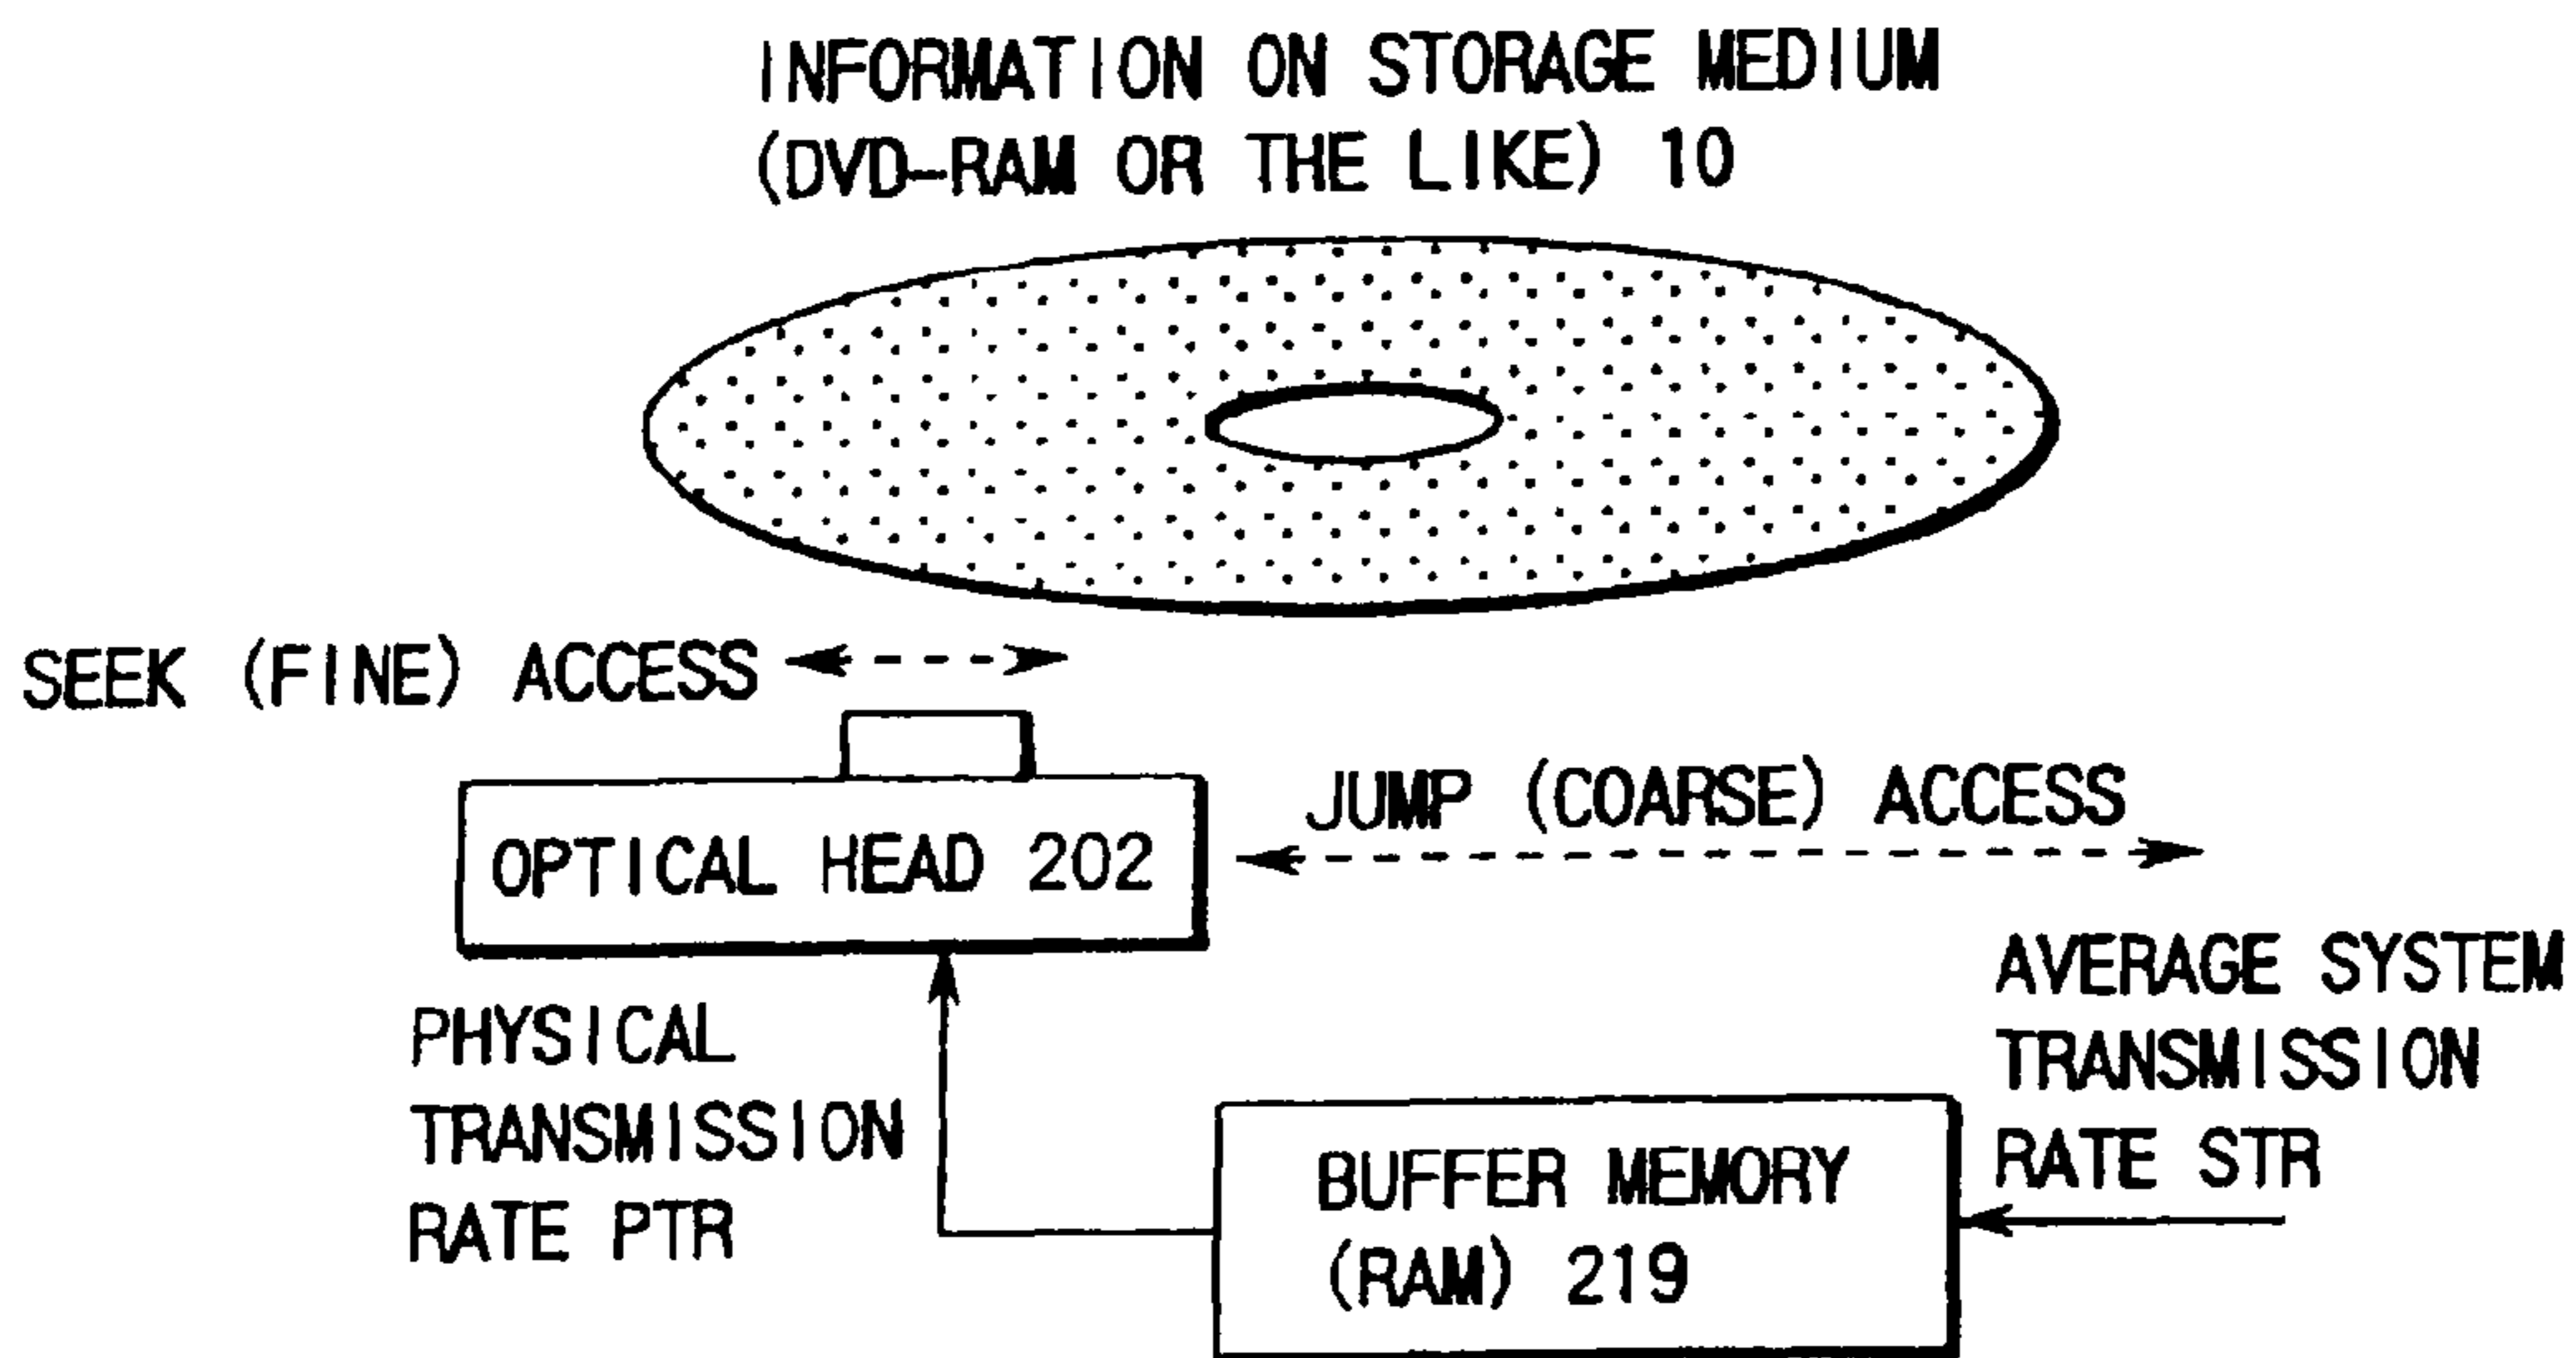 INFORMATION ON STORAGE MEDIUM
(DVD-RAM OR THE LIKE) 10
SEEK (FINE) ACCESS
JUMP (COARSE) ACCESS
OPTICAL HEAD 202
PHYSICAL
TRANSMISSION
RATE PTR
AVERAGE SYSTEM
TRANSMISSION
RATE STR
BUFFER MEMORY
(RAM) 219